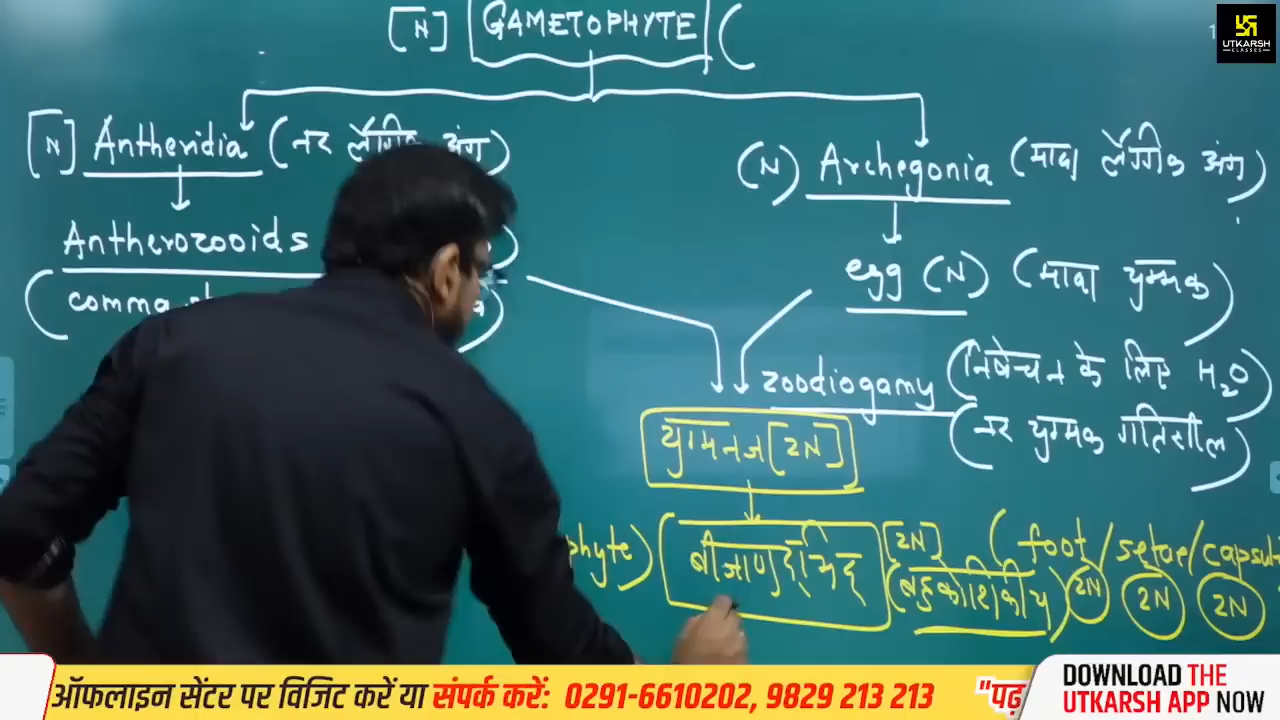 [N] GAMETOPHYTE (
UTKARSH
CLASSES
[N] Antheridia (नर लैंगिक अंग)
(N) Archegonia (मादा लैंगिक अंग)
Antherozooids
egg (N) (मादा युग्मक)
(comma
zoodiogamy (निषेचन के लिए H2O)
(नर युग्मक गतिशील)
युग्मनज [2N]
phyte) बीजाणुदभिद [2N] (foot/setae/capsul
(बहुकोशिकीय) 2N 2N 2N
ऑफलाइन सेंटर पर विजिट करें या संपर्क करें: 0291-6610202, 9829 213 213 "पढ़
DOWNLOAD THE
UTKARSH APP NOW